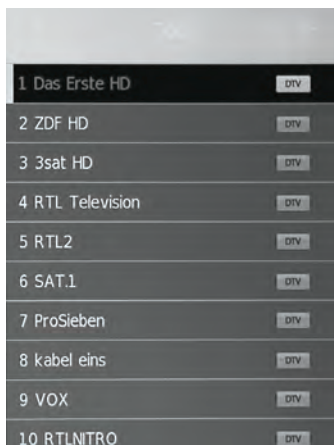 1 Das Erste HD DTV
2 ZDF HD DTV
3 3sat HD DTV
4 RTL Television DTV
5 RTL2 DTV
6 SAT.1 DTV
7 ProSieben DTV
8 kabel eins DTV
9 VOX DTV
10 RTLNITRO DTV